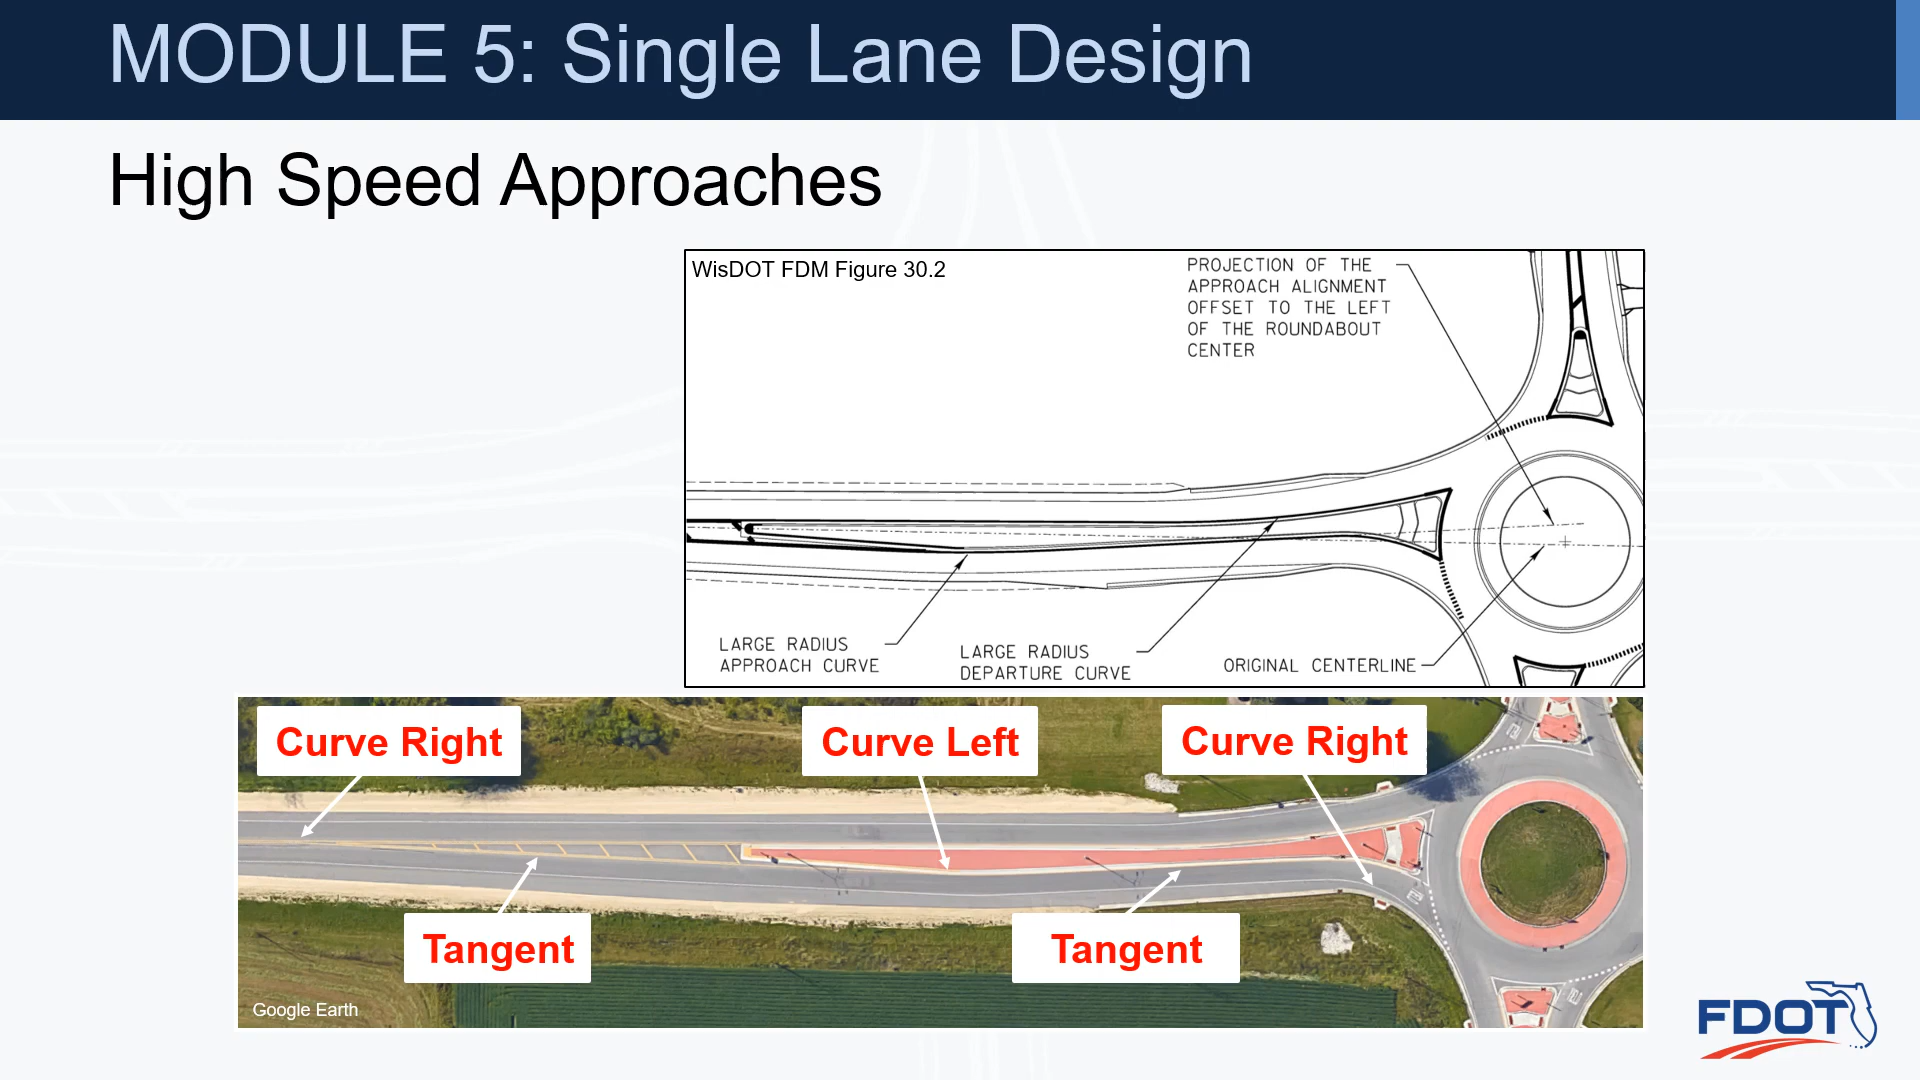 MODULE 5: Single Lane Design
High Speed Approaches
WisDOT FDM Figure 30.2
PROJECTION OF THE
APPROACH ALIGNMENT
OFFSET TO THE LEFT
OF THE ROUNDABOUT
CENTER
LARGE RADIUS
APPROACH CURVE
LARGE RADIUS
DEPARTURE CURVE
ORIGINAL CENTERLINE
Curve Right
Curve Left
Curve Right
Tangent
Tangent
Google Earth
FDOT